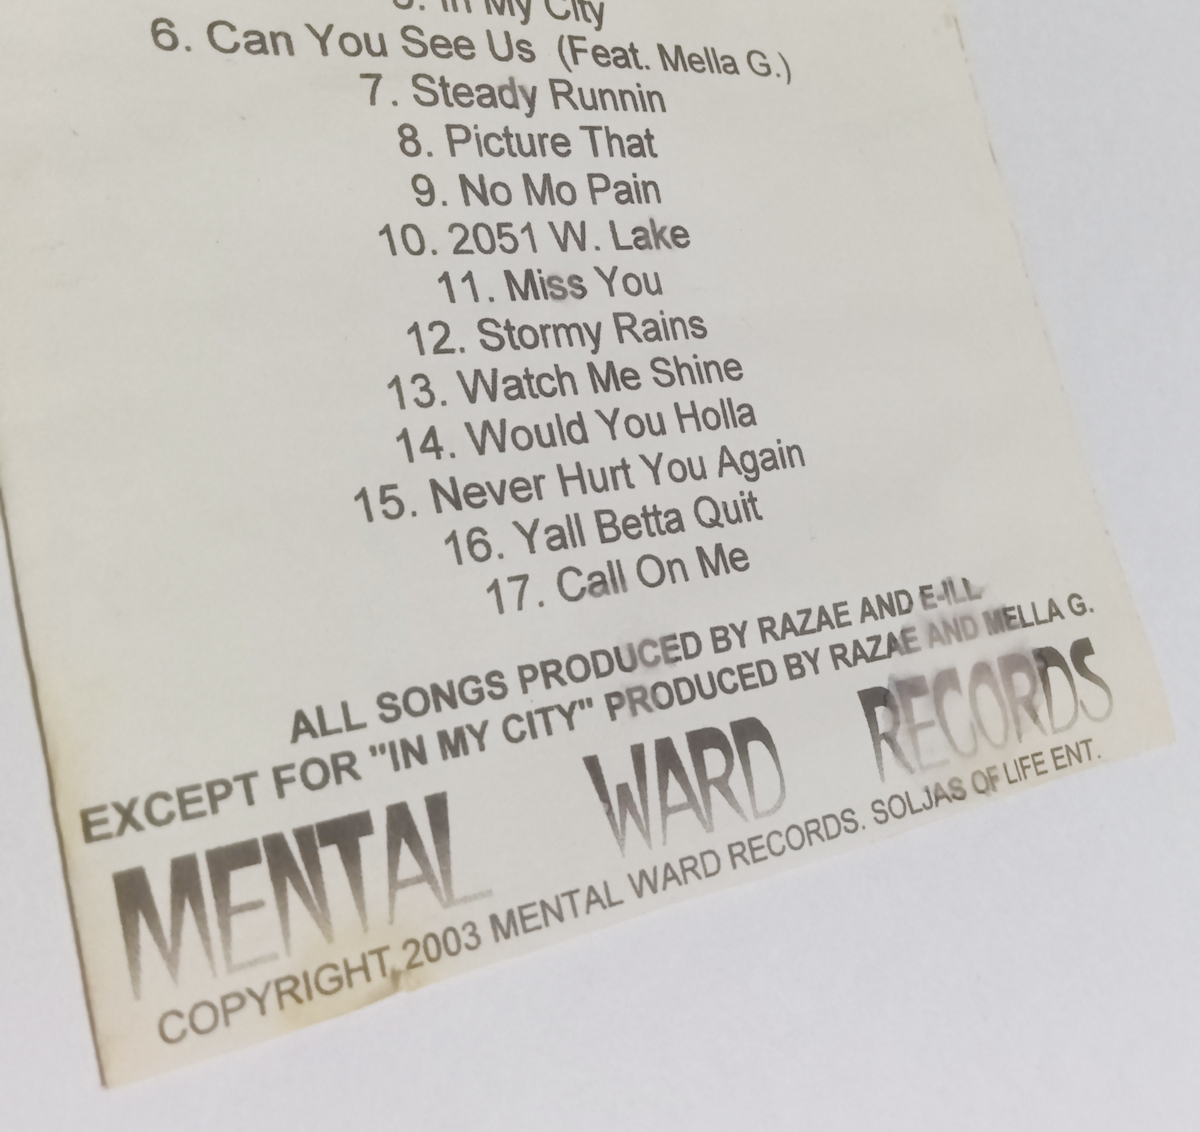 5. In My City
6. Can You See Us (Feat. Mella G.)
7. Steady Runnin
8. Picture That
9. No Mo Pain
10. 2051 W. Lake
11. Miss You
12. Stormy Rains
13. Watch Me Shine
14. Would You Holla
15. Never Hurt You Again
16. Yall Betta Quit
17. Call On Me
ALL SONGS PRODUCED BY RAZAE AND E-ILL
EXCEPT FOR "IN MY CITY" PRODUCED BY RAZAE AND MELLA G.
MENTAL WARD RECORDS
COPYRIGHT 2003 MENTAL WARD RECORDS. SOLJAS OF LIFE ENT.